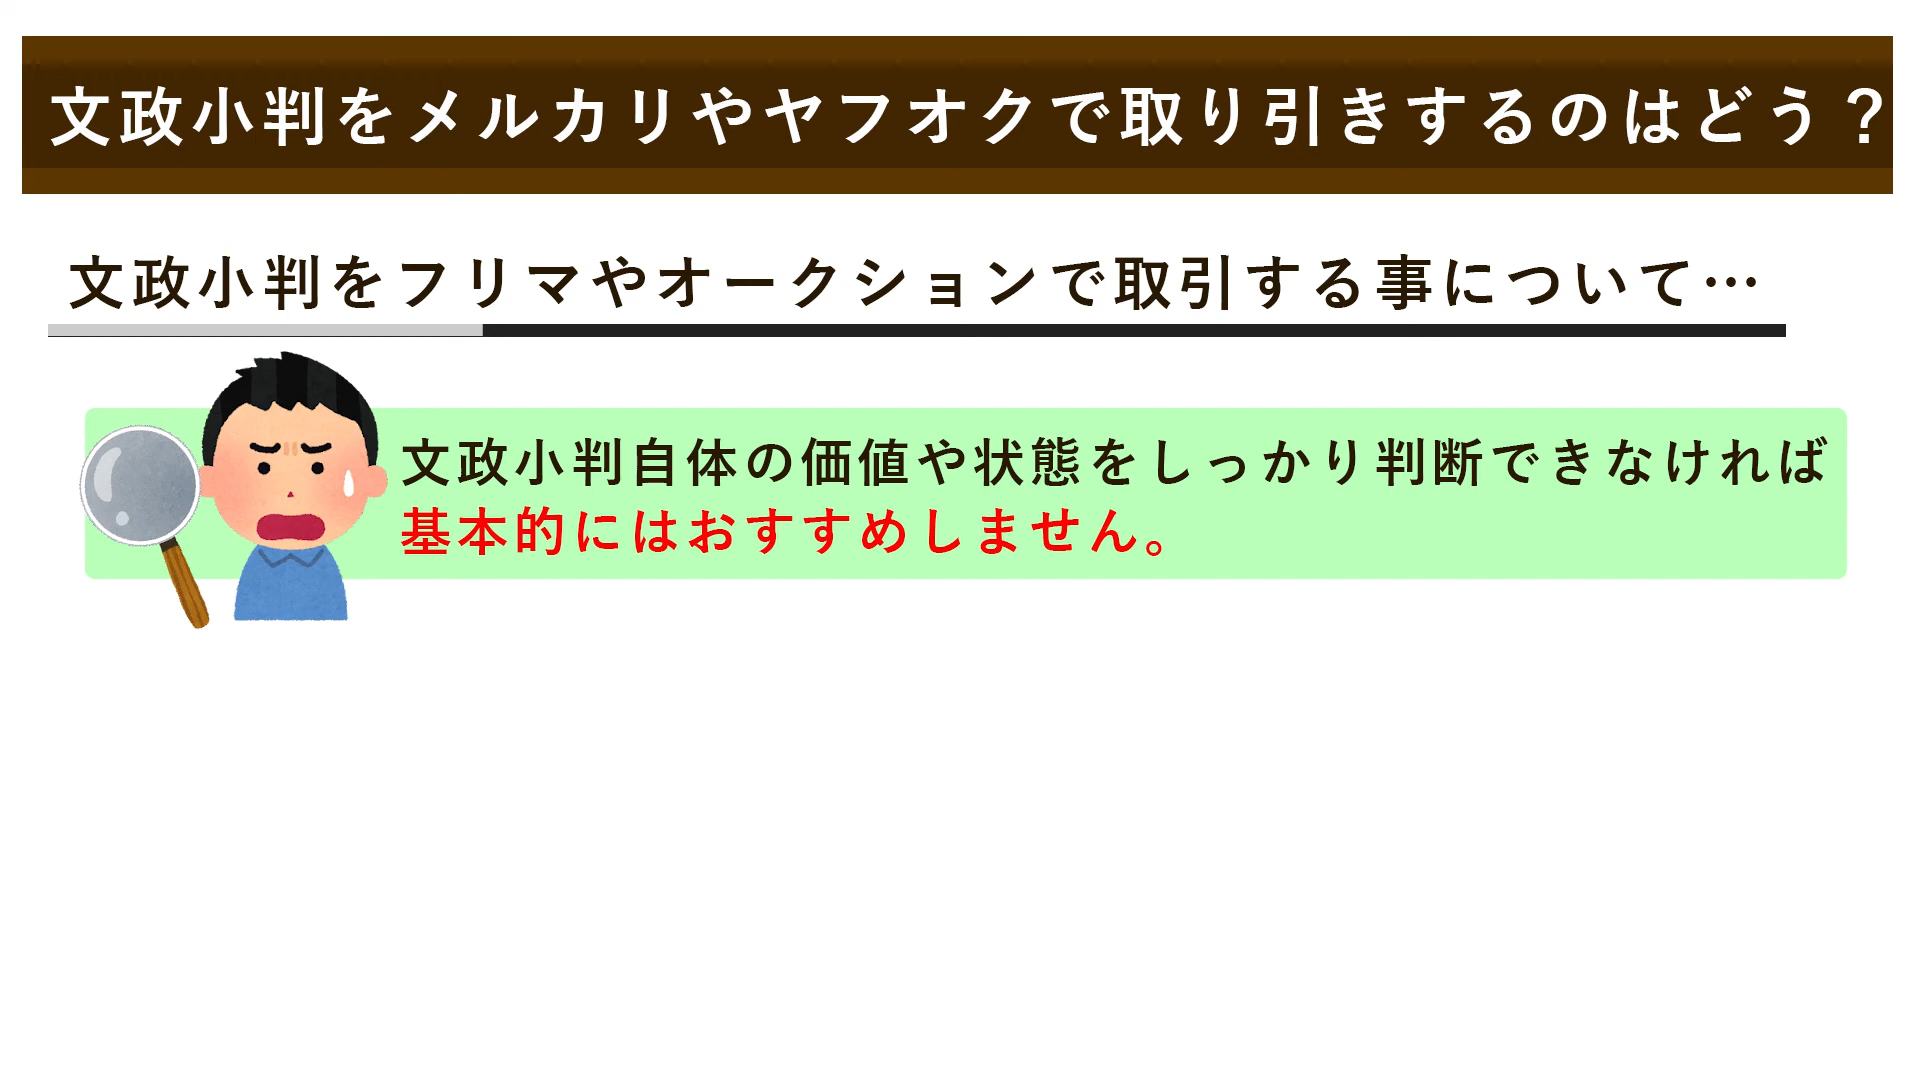 文政小判をメルカリやヤフオクで取り引きするのはどう？
文政小判をフリマやオークションで取引する事について…
文政小判自体の価値や状態をしっかり判断できなければ
基本的にはおすすめしません。